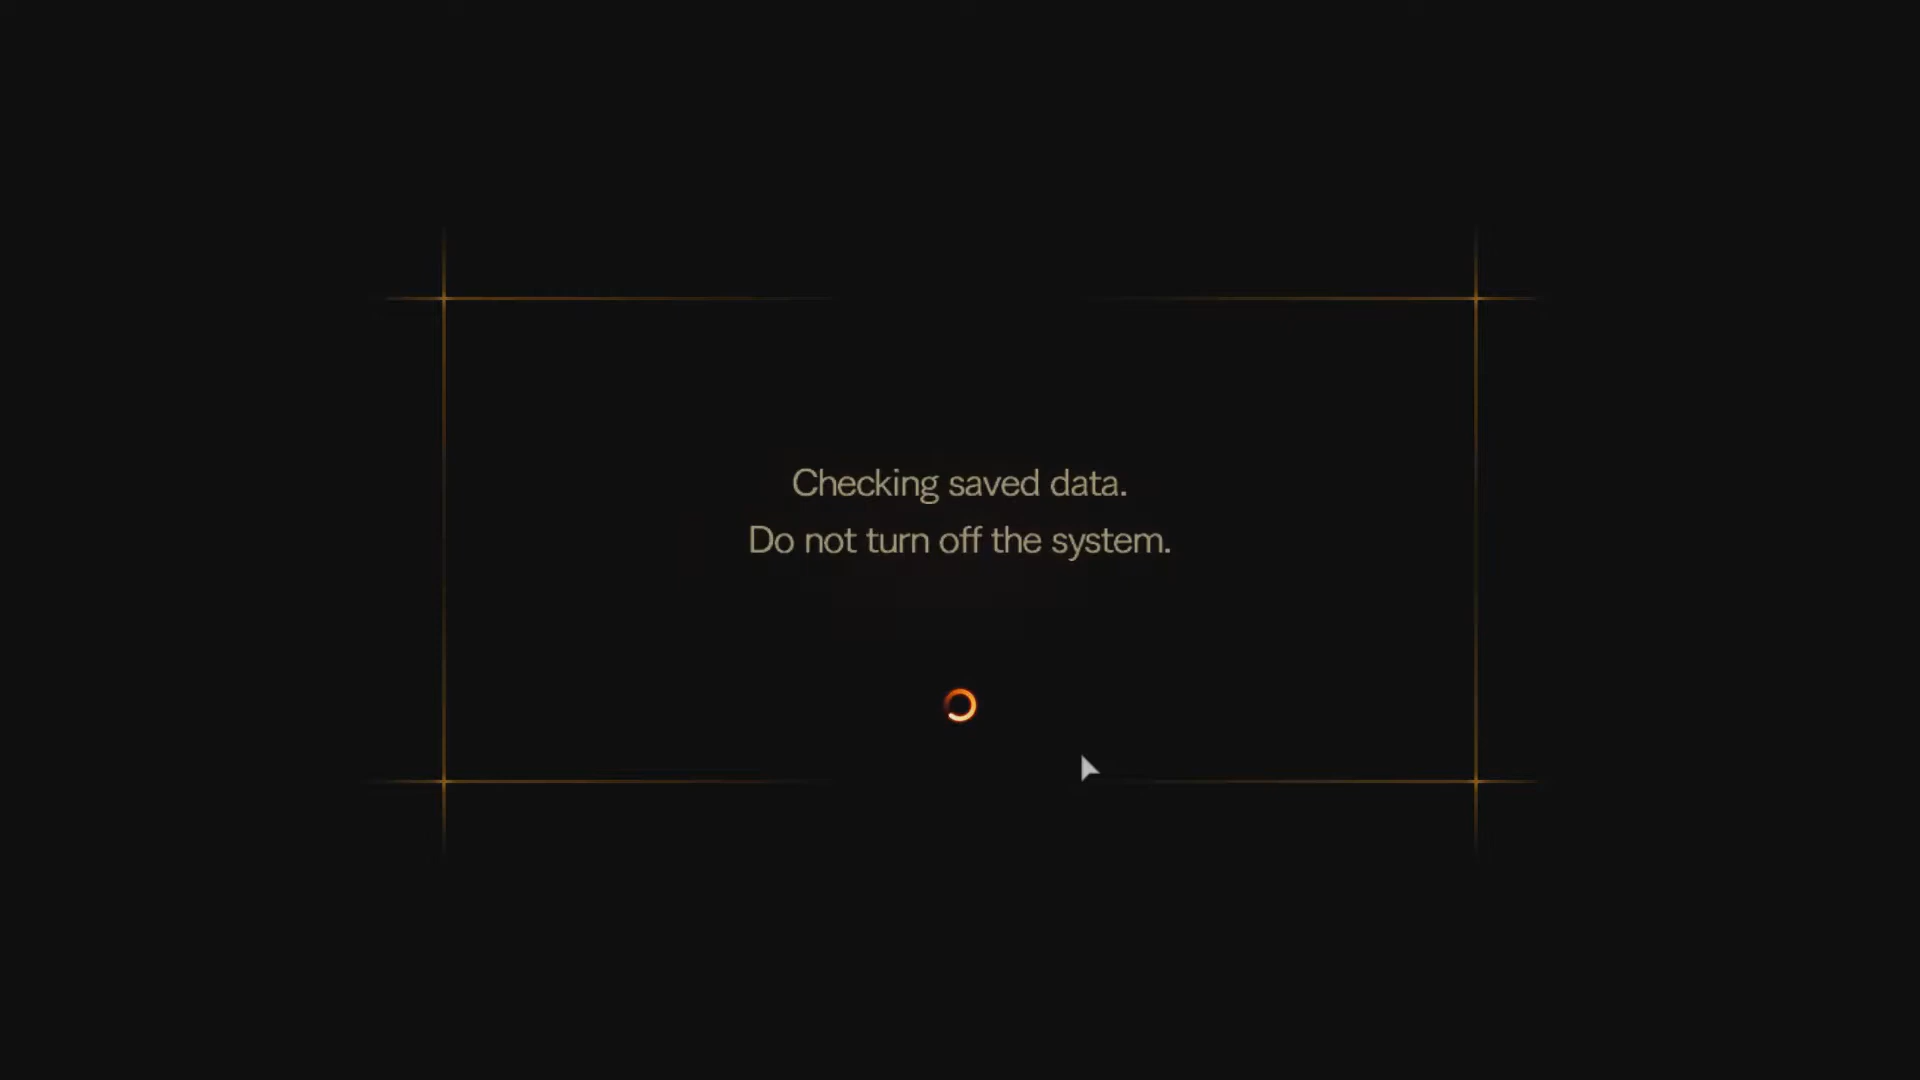 Checking saved data.
Do not turn off the system.